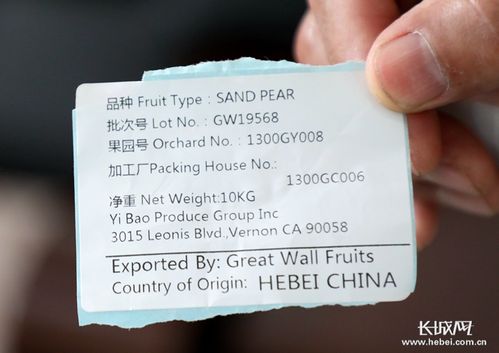 品种 Fruit Type : SAND PEAR
批次号 Lot No. : GW19568
果园号 Orchard No. : 1300GY008
加工厂Packing House No.:
1300GC006
净重 Net Weight:10KG
Yi Bao Produce Group Inc
3015 Leonis Blvd.,Vernon CA 90058
Exported By: Great Wall Fruits
Country of Origin: HEBEI CHINA
长城网
www.hebei.com.cn